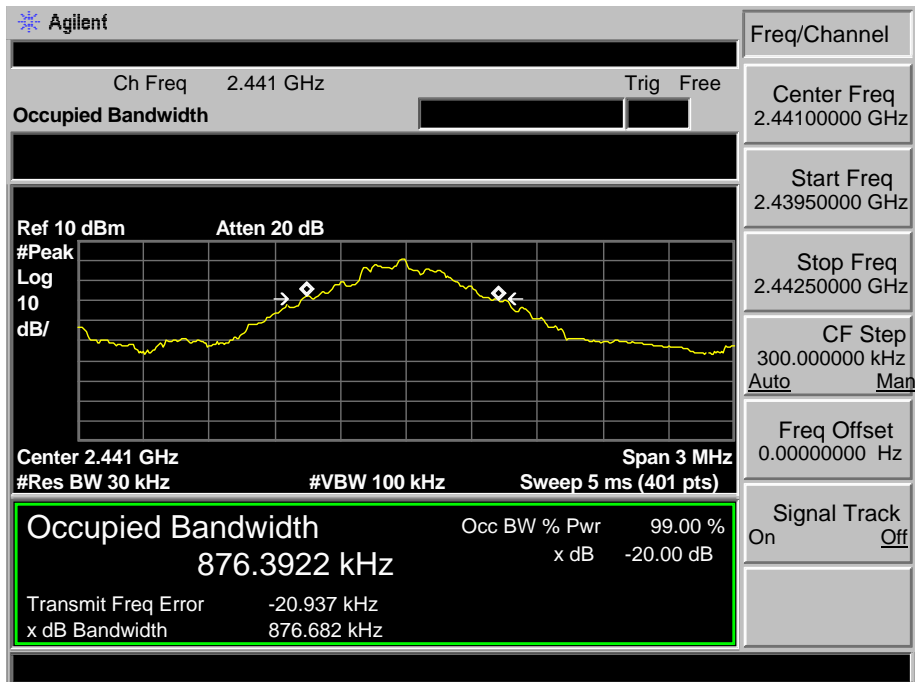 Agilent
Ch Freq 2.441 GHz Trig Free
Occupied Bandwidth
Ref 10 dBm Atten 20 dB
#Peak
Log
10
dB/
Center 2.441 GHz Span 3 MHz
#Res BW 30 kHz #VBW 100 kHz Sweep 5 ms (401 pts)
Occupied Bandwidth
876.3922 kHz
Occ BW % Pwr 99.00 %
x dB -20.00 dB
Transmit Freq Error -20.937 kHz
x dB Bandwidth 876.682 kHz
Freq/Channel
Center Freq
2.44100000 GHz
Start Freq
2.43950000 GHz
Stop Freq
2.44250000 GHz
CF Step
300.000000 kHz
Auto Man
Freq Offset
0.00000000 Hz
Signal Track
On Off